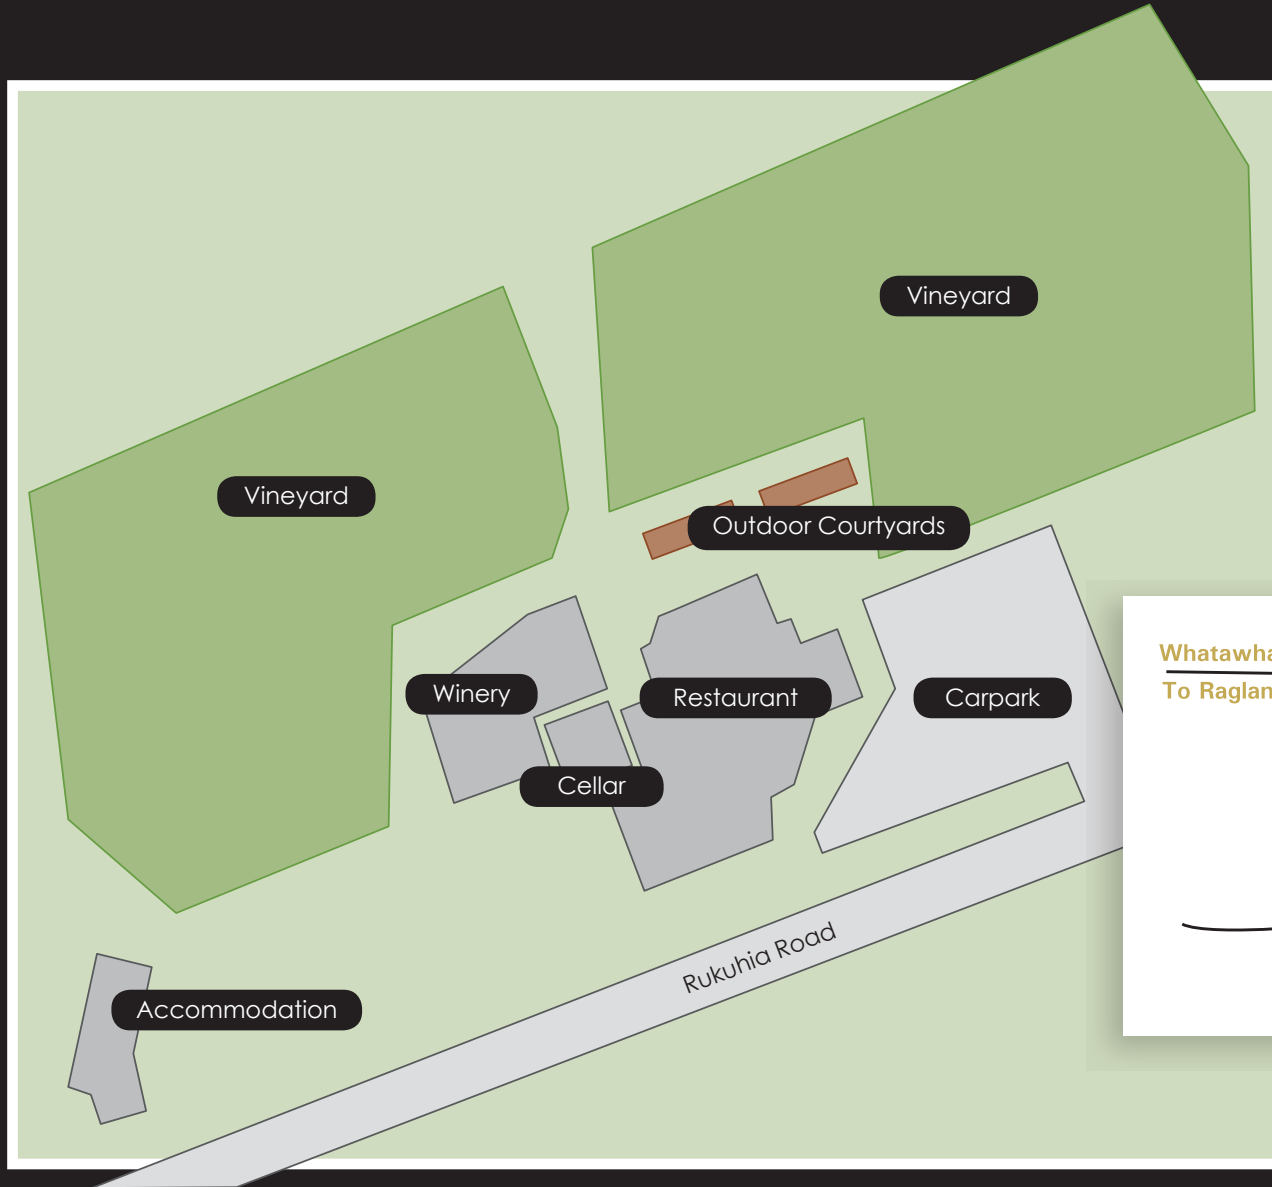 Vineyard
Vineyard
Outdoor Courtyards
Winery
Restaurant
Carpark
Cellar
To Raglan
Rukuhia Road
Accommodation